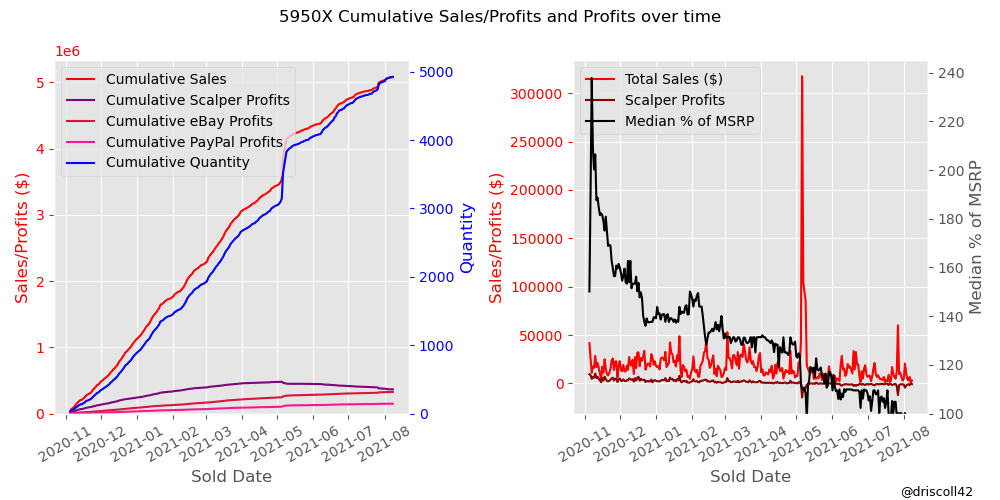 5950X Cumulative Sales/Profits and Profits over time
1e6
Cumulative Sales
Cumulative Scalper Profits
Cumulative eBay Profits
Cumulative PayPal Profits
Cumulative Quantity
5
4
3
2
1
0
Sales/Profits ($)
5000
4000
3000
2000
1000
0
Quantity
2020-11
2020-12
2021-01
2021-02
2021-03
2021-04
2021-05
2021-06
2021-07
2021-08
Sold Date
Total Sales ($)
Scalper Profits
Median % of MSRP
300000
250000
200000
150000
100000
50000
0
Sales/Profits ($)
240
220
200
180
160
140
120
100
Median % of MSRP
2020-11
2020-12
2021-01
2021-02
2021-03
2021-04
2021-05
2021-06
2021-07
2021-08
Sold Date
@driscoll42